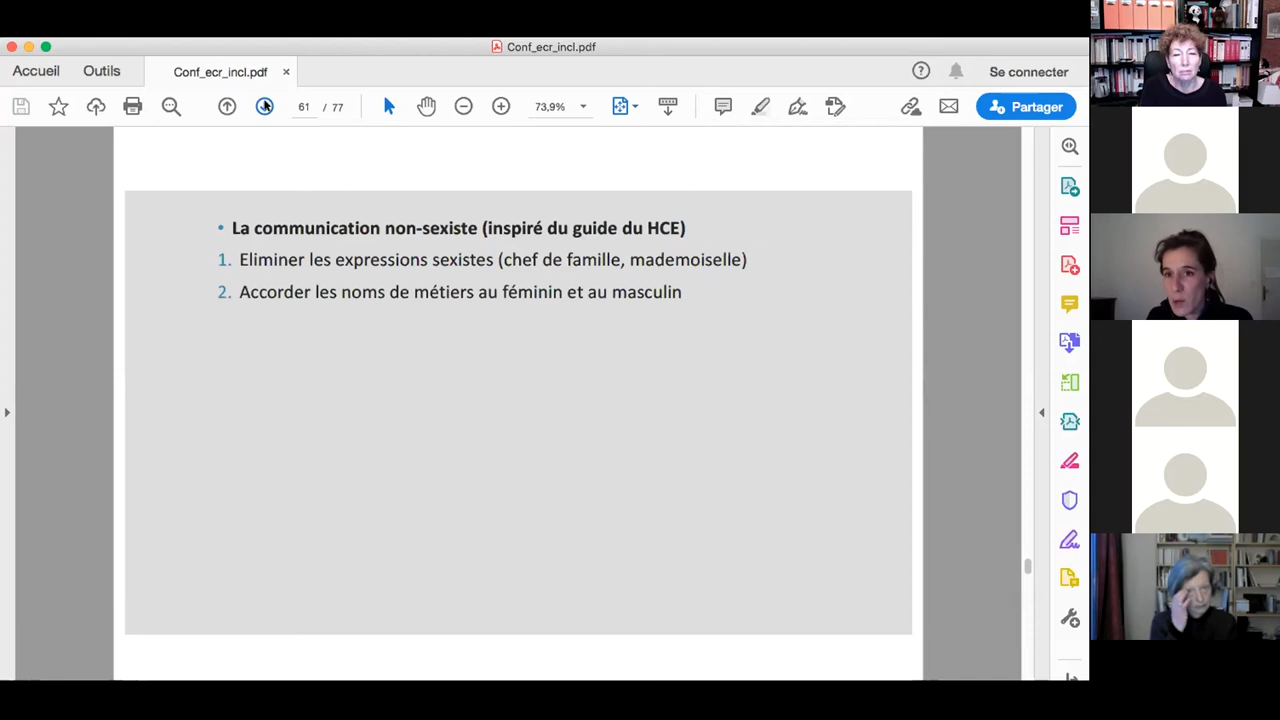 Conf_ecr_incl.pdf
Accueil
Outils
Conf_ecr_incl.pdf
Se connecter
61 / 77
73,9%
Partager
• La communication non-sexiste (inspiré du guide du HCE)
1. Eliminer les expressions sexistes (chef de famille, mademoiselle)
2. Accorder les noms de métiers au féminin et au masculin